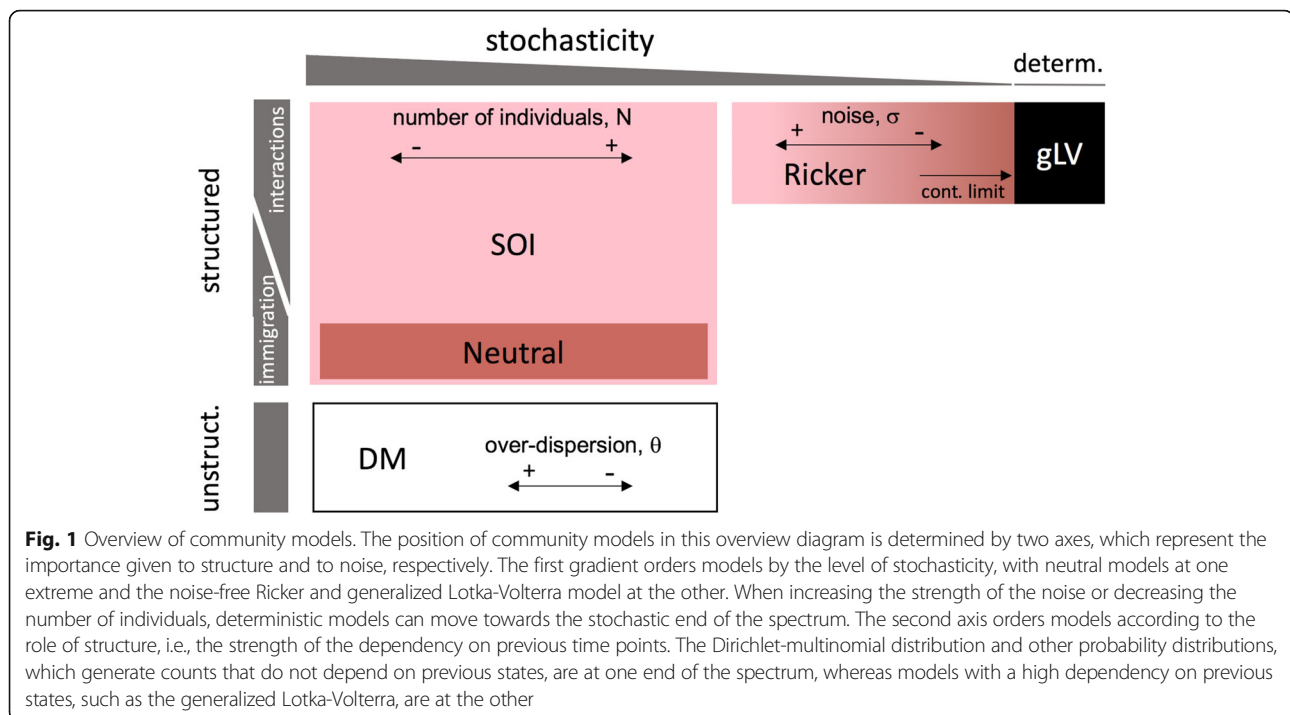 stochasticity
determ.
structured
interactions
immigration
number of individuals, N
- +
SOI
Neutral
noise, σ
+ -
Ricker
cont. limit
gLV
unstruct.
DM
over-dispersion, θ
+ -
Fig. 1 Overview of community models. The position of community models in this overview diagram is determined by two axes, which represent the
importance given to structure and to noise, respectively. The first gradient orders models by the level of stochasticity, with neutral models at one
extreme and the noise-free Ricker and generalized Lotka-Volterra model at the other. When increasing the strength of the noise or decreasing the
number of individuals, deterministic models can move towards the stochastic end of the spectrum. The second axis orders models according to the
role of structure, i.e., the strength of the dependency on previous time points. The Dirichlet-multinomial distribution and other probability distributions,
which generate counts that do not depend on previous states, are at one end of the spectrum, whereas models with a high dependency on previous
states, such as the generalized Lotka-Volterra, are at the other